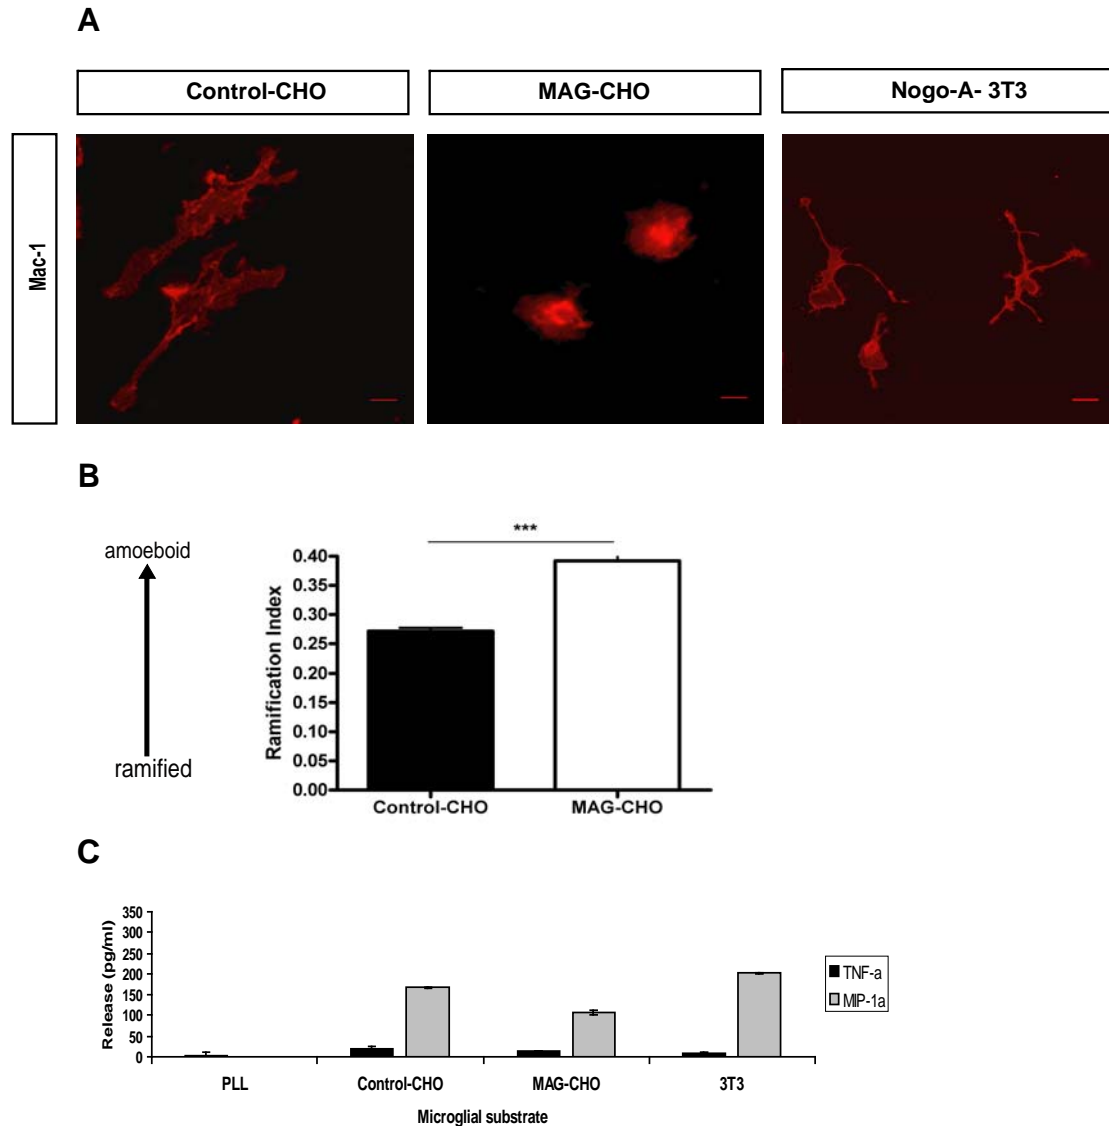 A
Control-CHO
MAG-CHO
Nogo-A- 3T3
Mac-1
B
amoeboid
ramified
***
Ramification Index
0.40
0.35
0.30
0.25
0.20
0.15
0.10
0.05
0.00
Control-CHO
MAG-CHO
C
Release (pg/ml)
350
300
250
200
150
100
50
0
PLL
Control-CHO
MAG-CHO
3T3
Microglial substrate
TNF-a
MIP-1a